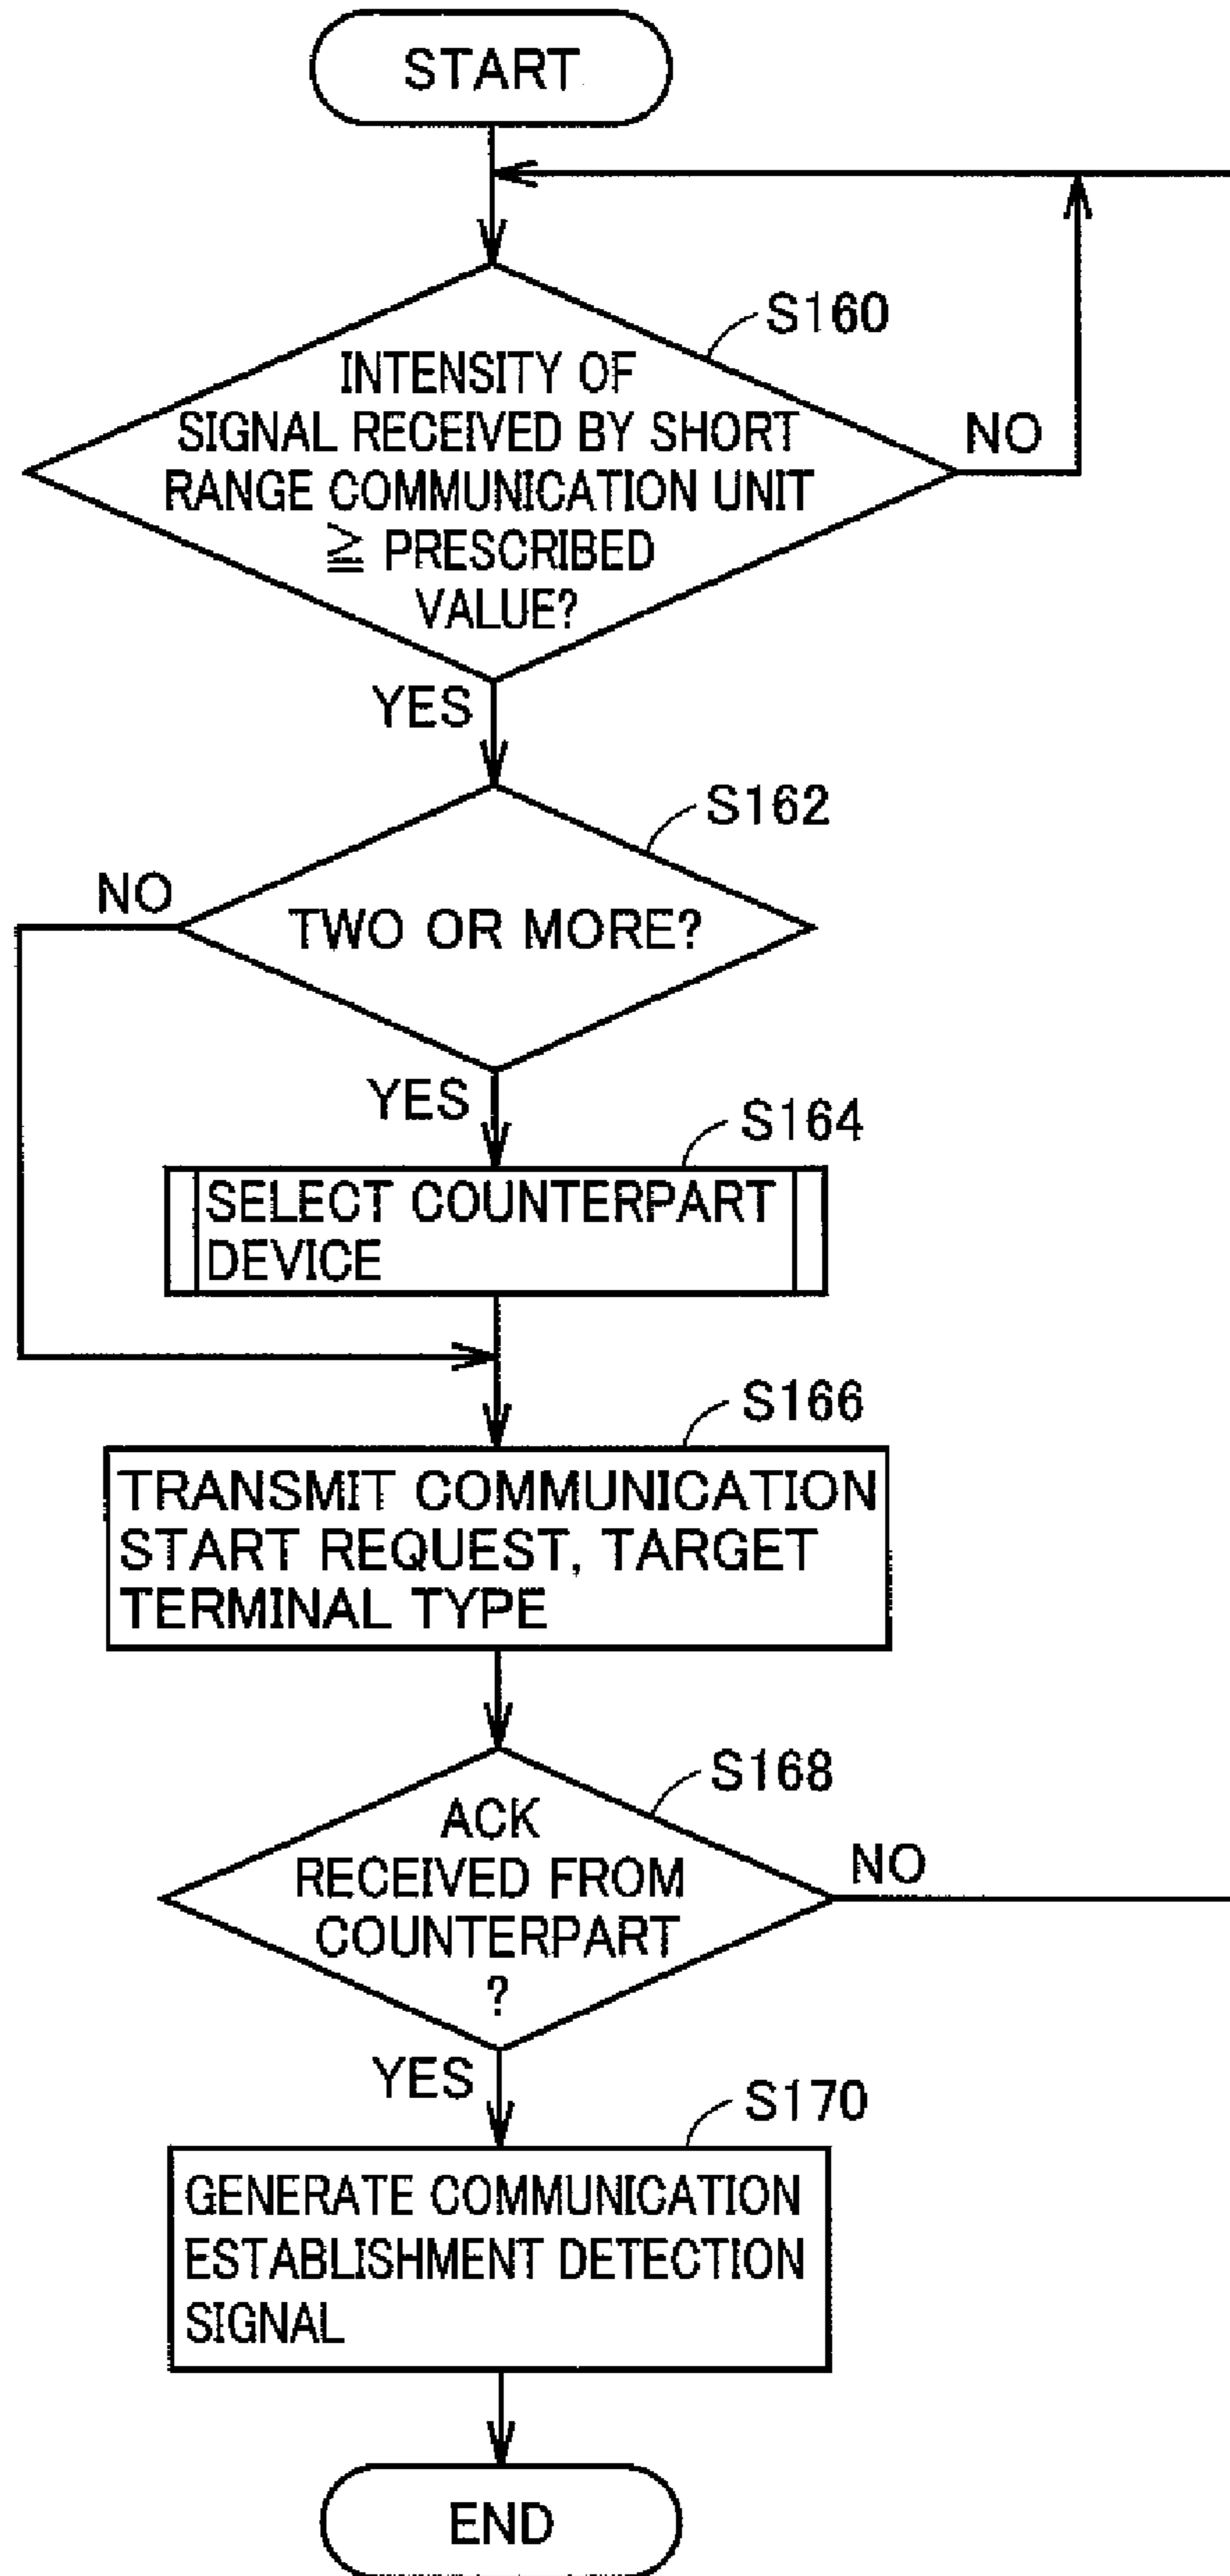 START
S160
INTENSITY OF
SIGNAL RECEIVED BY SHORT
RANGE COMMUNICATION UNIT
≧ PRESCRIBED
VALUE?
NO
YES
S162
NO
TWO OR MORE?
YES
S164
SELECT COUNTERPART
DEVICE
S166
TRANSMIT COMMUNICATION
START REQUEST, TARGET
TERMINAL TYPE
S168
ACK
RECEIVED FROM
COUNTERPART
?
NO
YES
S170
GENERATE COMMUNICATION
ESTABLISHMENT DETECTION
SIGNAL
END